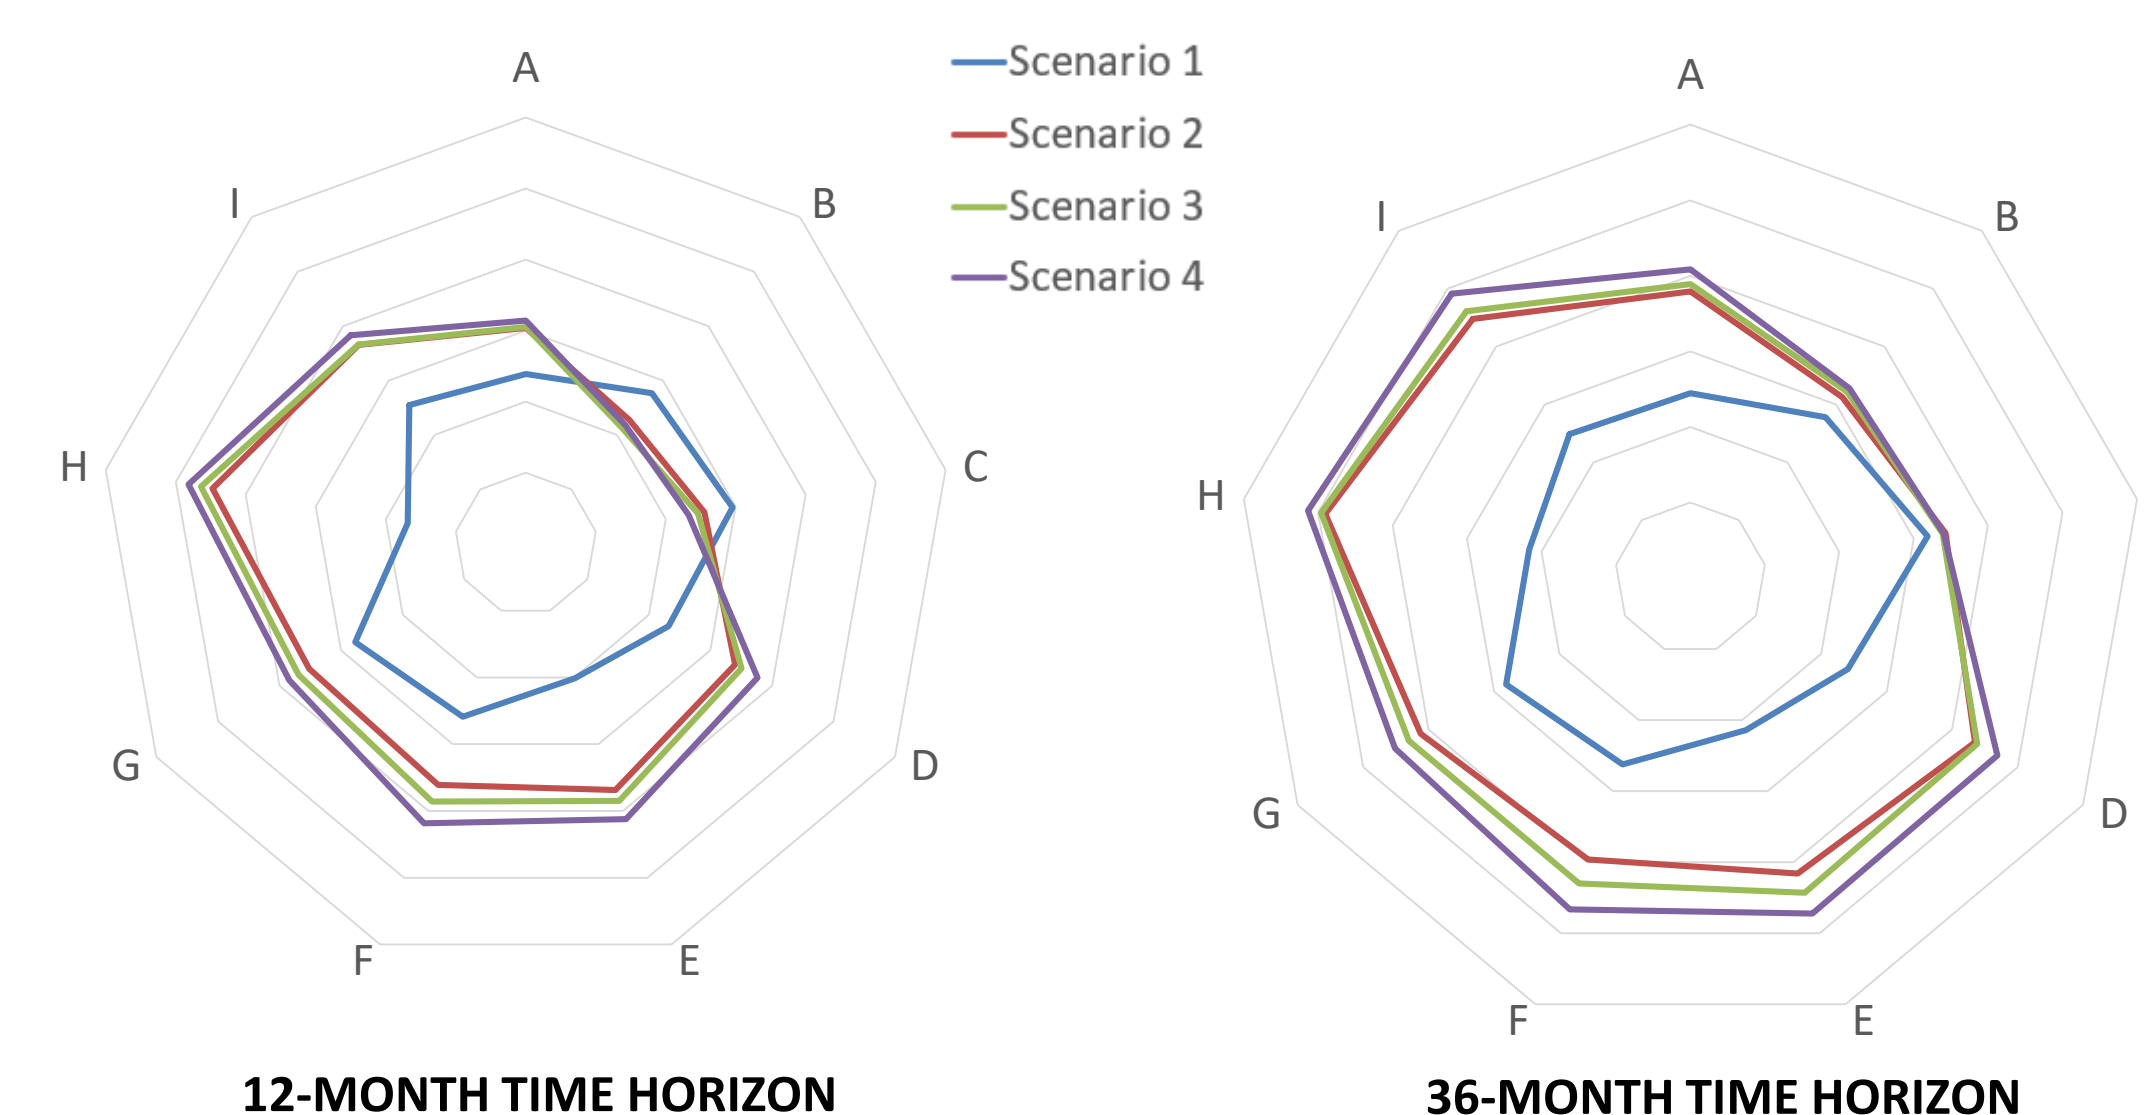 A
B
C
D
E
F
G
H
I
12-MONTH TIME HORIZON
Scenario 1
Scenario 2
Scenario 3
Scenario 4
A
B
D
E
F
G
H
I
36-MONTH TIME HORIZON